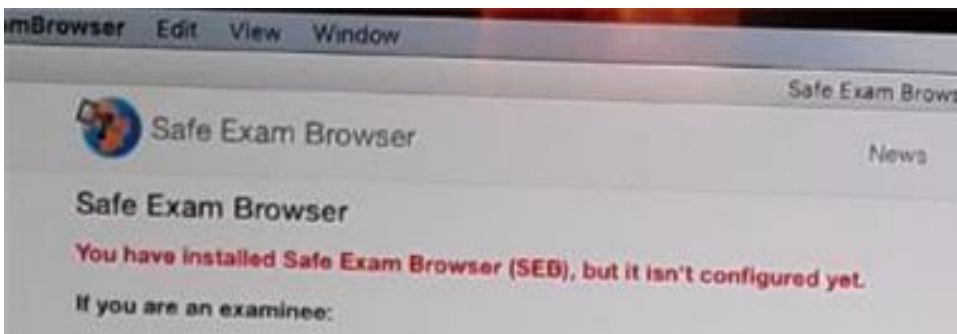 mBrowser Edit View Window
Safe Exam Brows
Safe Exam Browser
News
Safe Exam Browser
You have installed Safe Exam Browser (SEB), but it isn't configured yet.
If you are an examinee: